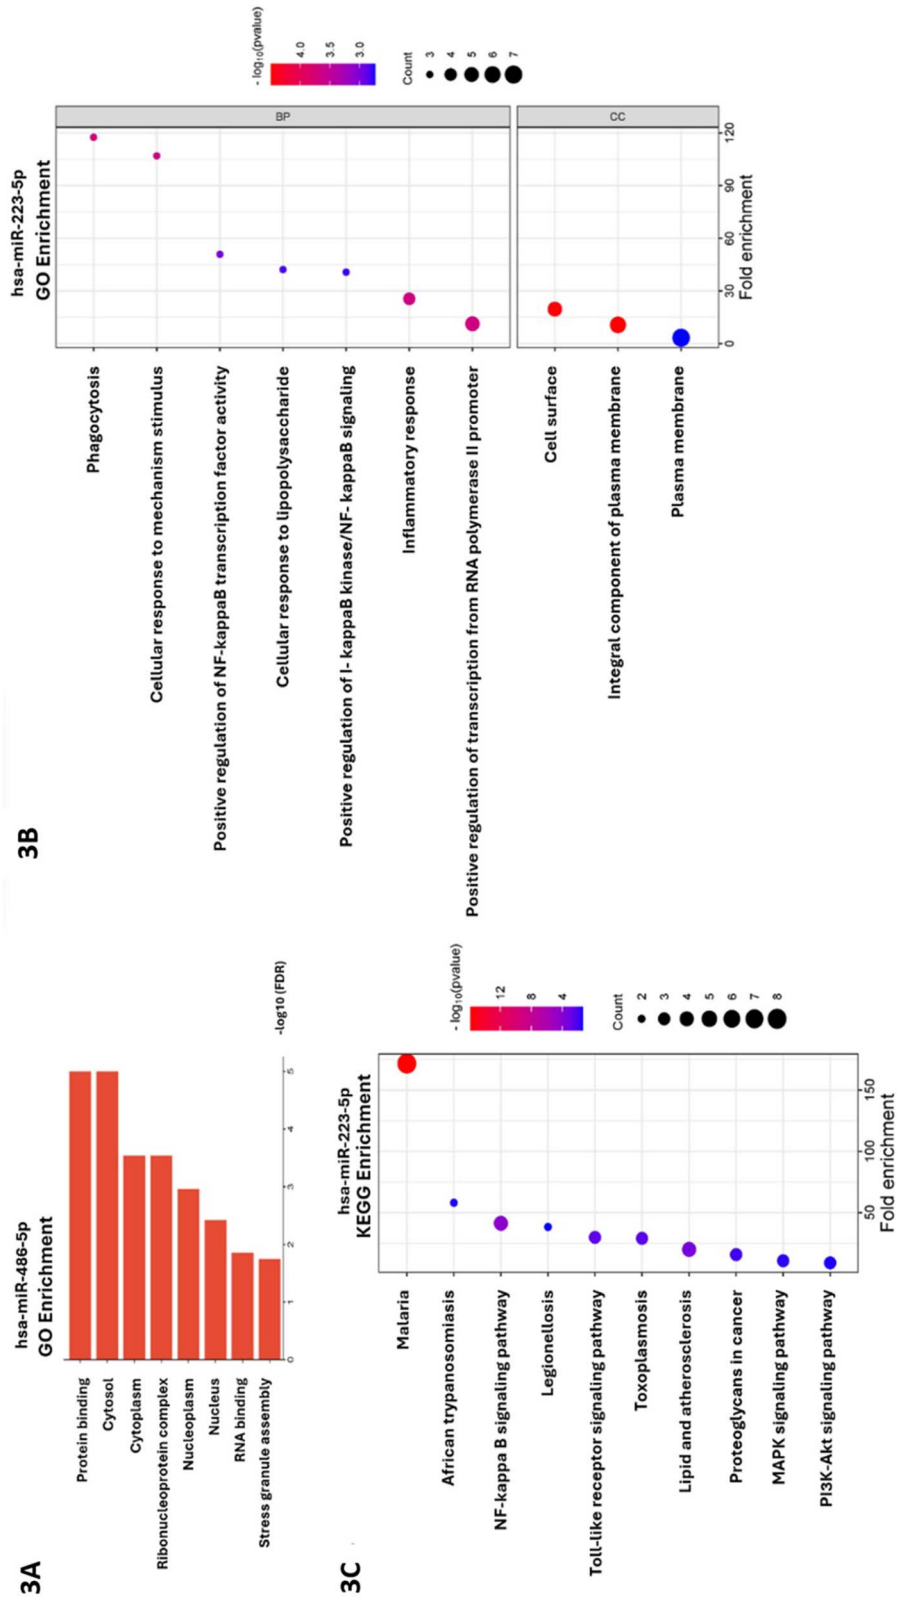 3A
hsa-miR-486-5p
GO Enrichment
Protein binding
Cytosol
Cytoplasm
Ribonucleoprotein complex
Nucleoplasm
Nucleus
RNA binding
Stress granule assembly
0 1 2 3 4 5
-log10 (FDR)
3B
hsa-miR-223-5p
GO Enrichment
Phagocytosis
Cellular response to mechanism stimulus
Positive regulation of NF-kappaB transcription factor activity
Cellular response to lipopolysaccharide
Positive regulation of I- kappaB kinase/NF- kappaB signaling
Inflammatory response
Positive regulation of transcription from RNA polymerase II promoter
Cell surface
Integral component of plasma membrane
Plasma membrane
BP
CC
0 30 60 90 120
Fold enrichment
- log10(pvalue)
4.0
3.5
3.0
Count
3
4
5
6
7
3C
hsa-miR-223-5p
KEGG Enrichment
Malaria
African trypanosomiasis
NF-kappa B signaling pathway
Legionellosis
Toll-like receptor signaling pathway
Toxoplasmosis
Lipid and atherosclerosis
Proteoglycans in cancer
MAPK signaling pathway
PI3K-Akt signaling pathway
50 100 150
Fold enrichment
- log10(pvalue)
12
8
4
Count
2
3
4
5
6
7
8